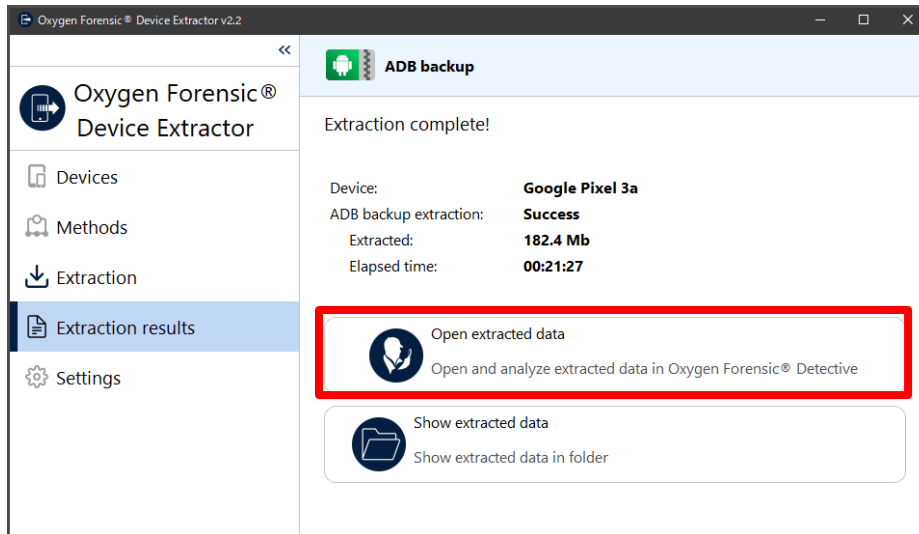 Oxygen Forensic® Device Extractor v2.2
«
Oxygen Forensic®
Device Extractor
Devices
Methods
Extraction
Extraction results
Settings
ADB backup
Extraction complete!
Device: Google Pixel 3a
ADB backup extraction: Success
Extracted: 182.4 Mb
Elapsed time: 00:21:27
Open extracted data
Open and analyze extracted data in Oxygen Forensic® Detective
Show extracted data
Show extracted data in folder